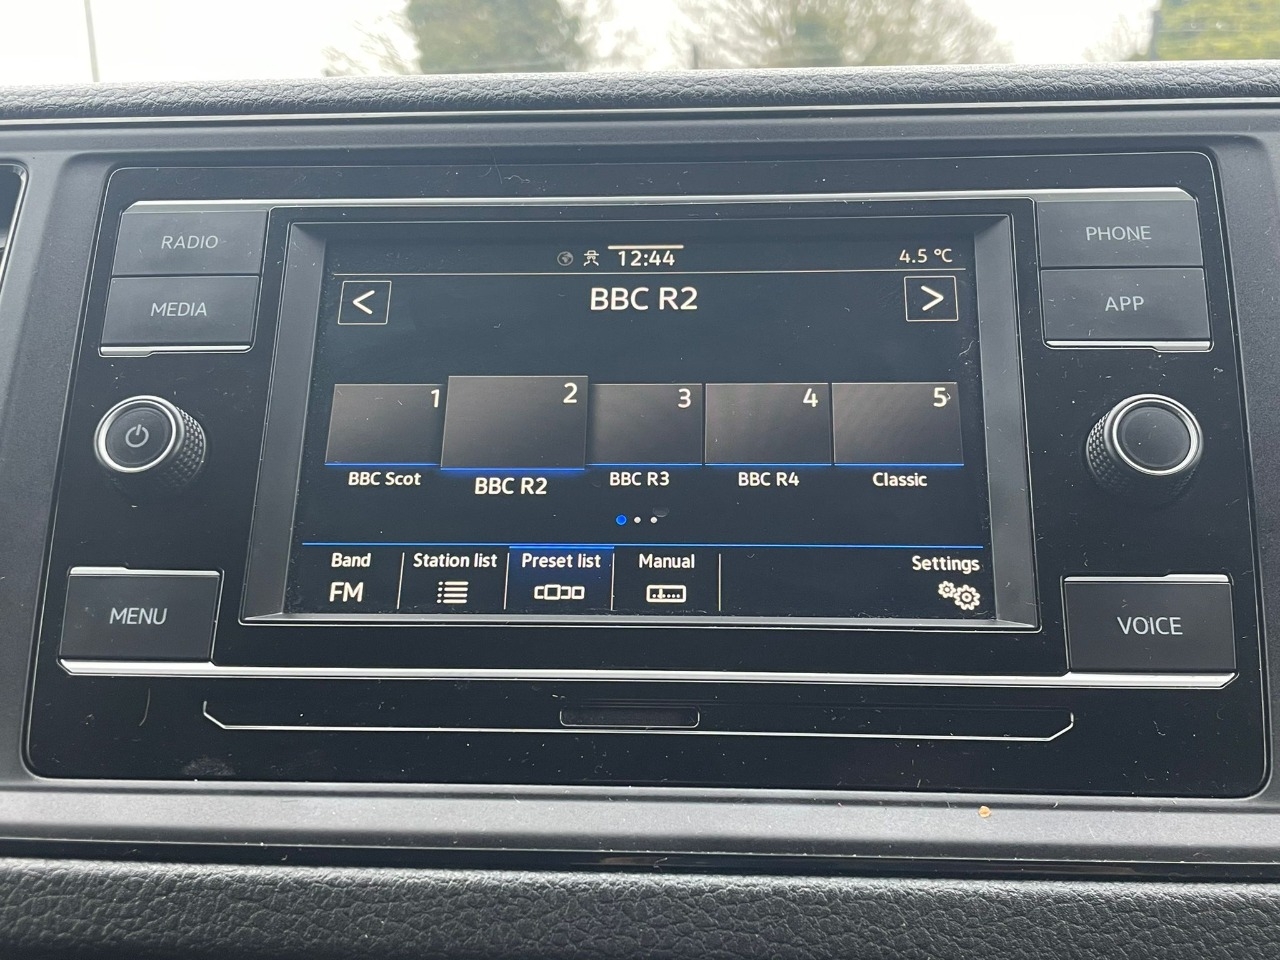 RADIO
MEDIA
MENU
12:44
4.5 °C
<
BBC R2
>
1
2
3
4
5
BBC Scot
BBC R2
BBC R3
BBC R4
Classic
Band
Station list
Preset list
Manual
Settings
FM
PHONE
APP
VOICE